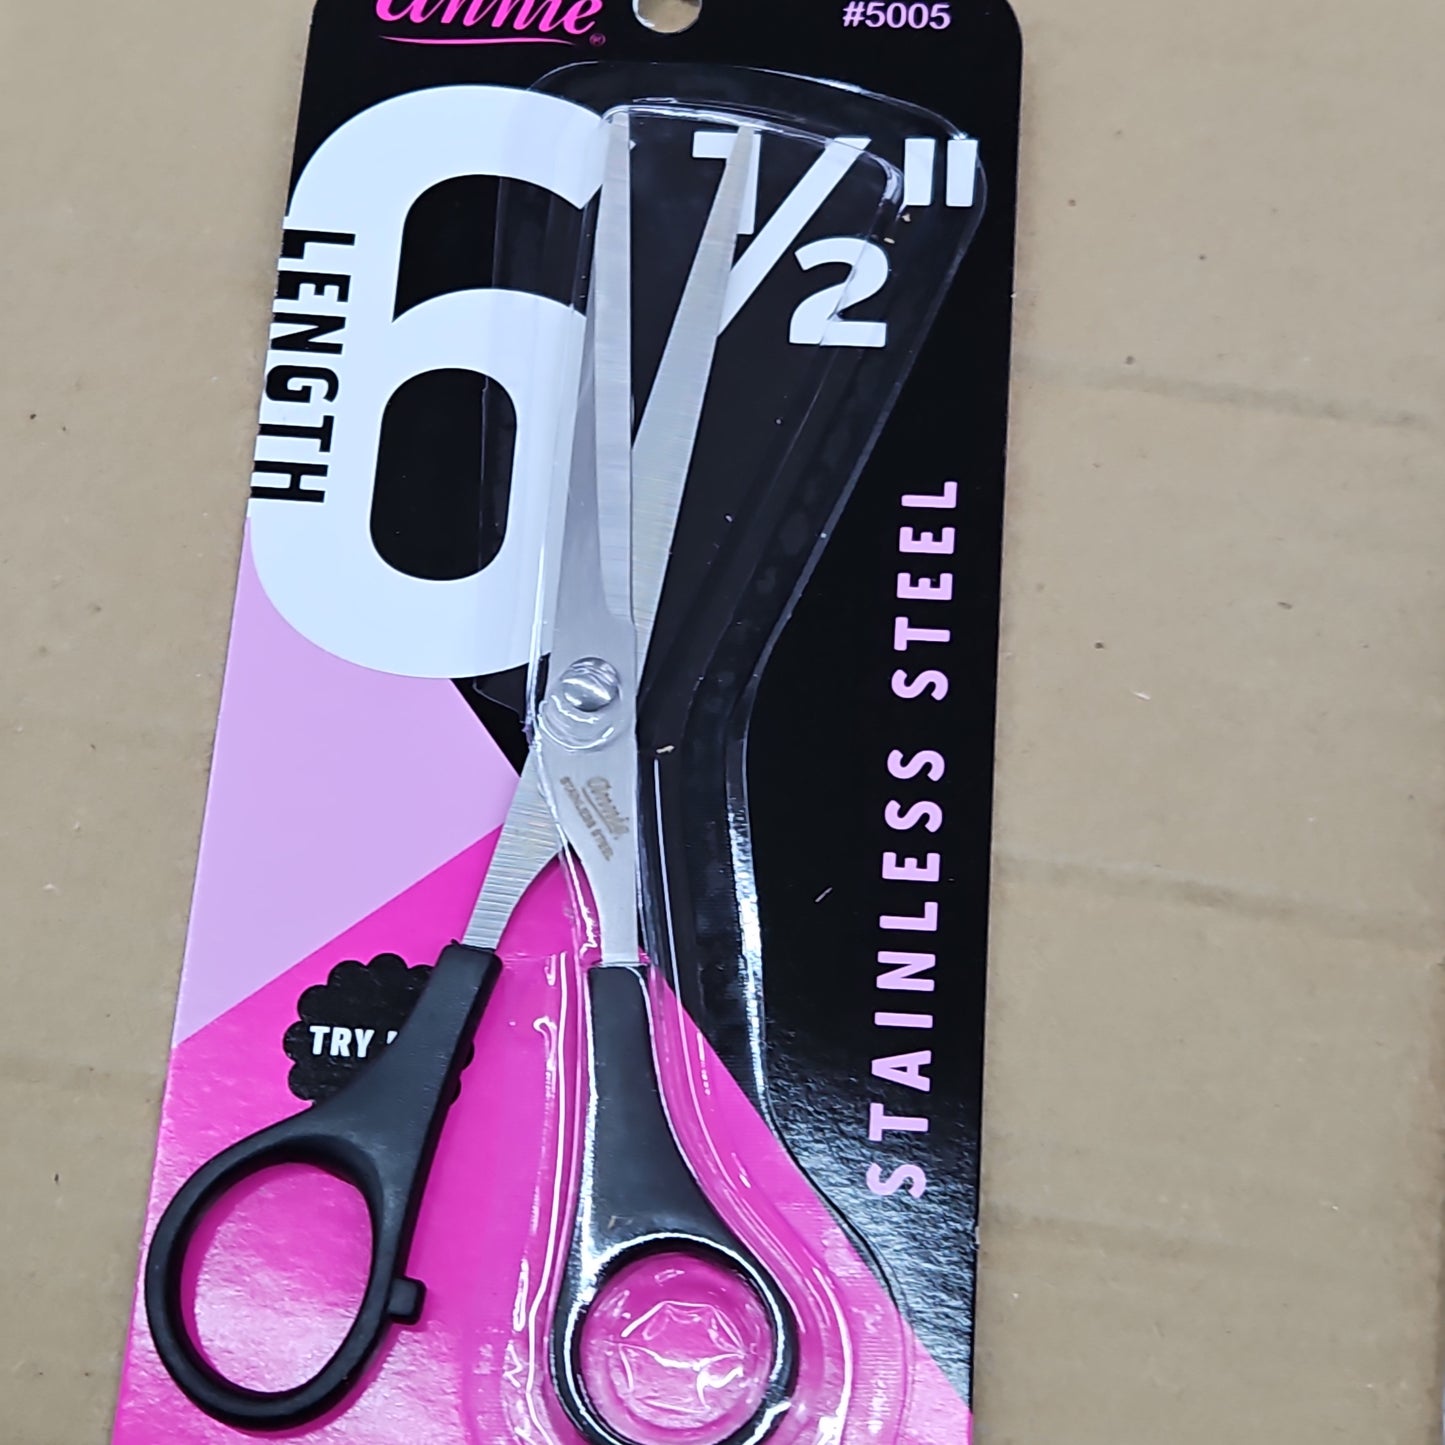 annie®
#5005
6 1/2"
LENGTH
STAINLESS STEEL
annie
STAINLESS STEEL
TRY